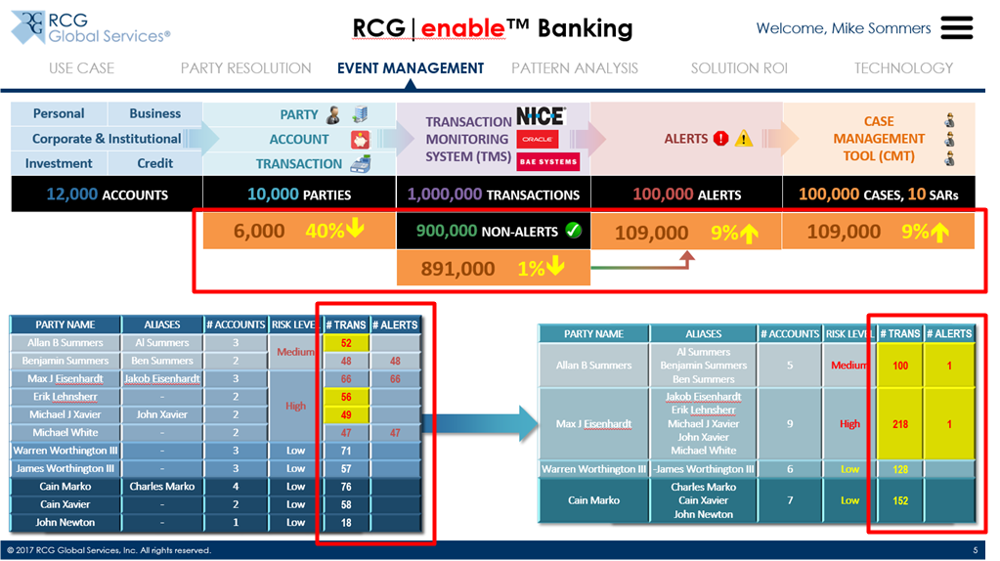 RCG
Global Services®
RCG|enable™ Banking
Welcome, Mike Sommers
USE CASE PARTY RESOLUTION EVENT MANAGEMENT PATTERN ANALYSIS SOLUTION ROI TECHNOLOGY
Personal Business
Corporate & Institutional
Investment Credit
PARTY
ACCOUNT
TRANSACTION
TRANSACTION
MONITORING
SYSTEM (TMS)
NICE®
ORACLE
BAE SYSTEMS
ALERTS
CASE
MANAGEMENT
TOOL (CMT)
12,000 ACCOUNTS 10,000 PARTIES 1,000,000 TRANSACTIONS 100,000 ALERTS 100,000 CASES, 10 SARs
6,000 40% 900,000 NON-ALERTS 109,000 9% 109,000 9%
891,000 1%
PARTY NAME ALIASES # ACCOUNTS RISK LEVEL # TRANS # ALERTS
Allan B Summers Al Summers 3 Medium 52
Benjamin Summers Ben Summers 2 48 48
Max J Eisenhardt Jakob Eisenhardt 3 High 66 66
Erik Lehnsherr - 2 56
Michael J Xavier John Xavier 2 49
Michael White - 2 47 47
Warren Worthington III - 3 Low 71
James Worthington III - 3 Low 57
Cain Marko Charles Marko 4 Low 76
Cain Xavier - 2 Low 58
John Newton - 1 Low 18
PARTY NAME ALIASES # ACCOUNTS RISK LEVEL # TRANS # ALERTS
Al Summers
Allan B Summers Benjamin Summers 5 Medium 100 1
Ben Summers
Jakob Eisenhardt
Erik Lehnsherr
Max J Eisenhardt Michael J Xavier 9 High 218 1
John Xavier
Michael White
Warren Worthington III -James Worthington III 6 Low 128
Charles Marko
Cain Marko Cain Xavier 7 Low 152
John Newton
© 2017 RCG Global Services, Inc. All rights reserved. 5